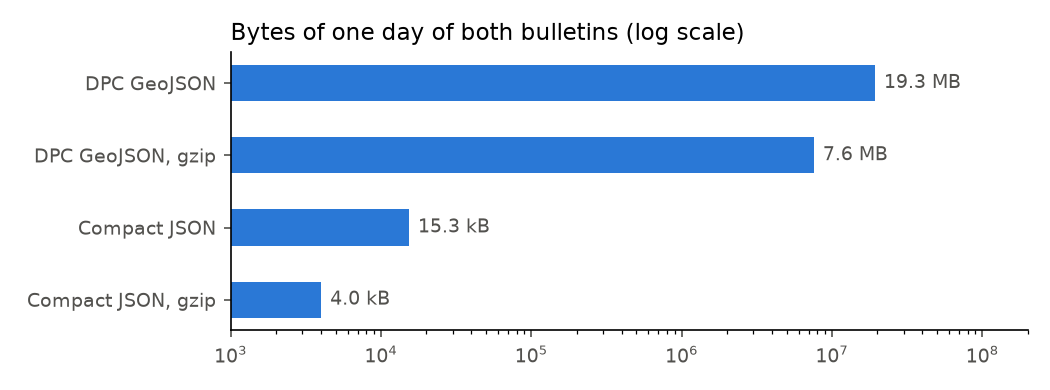 Bytes of one day of both bulletins (log scale)
DPC GeoJSON 19.3 MB
DPC GeoJSON, gzip 7.6 MB
Compact JSON 15.3 kB
Compact JSON, gzip 4.0 kB
10³ 10⁴ 10⁵ 10⁶ 10⁷ 10⁸